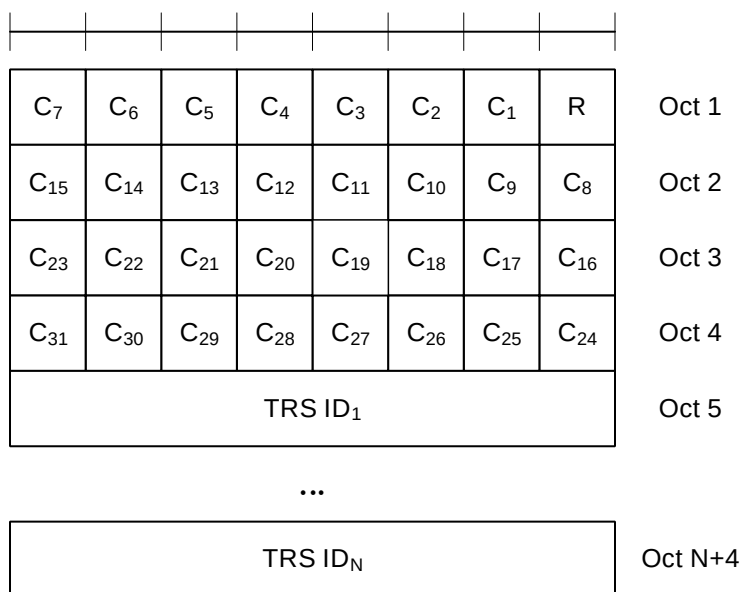 C₇ C₆ C₅ C₄ C₃ C₂ C₁ R Oct 1
C₁₅ C₁₄ C₁₃ C₁₂ C₁₁ C₁₀ C₉ C₈ Oct 2
C₂₃ C₂₂ C₂₁ C₂₀ C₁₉ C₁₈ C₁₇ C₁₆ Oct 3
C₃₁ C₃₀ C₂₉ C₂₈ C₂₇ C₂₆ C₂₅ C₂₄ Oct 4
TRS ID₁ Oct 5
...
TRS ID_N Oct N+4